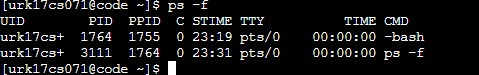 [urk17cs071@code ~]$ ps -f
UID        PID  PPID  C STIME TTY          TIME CMD
urk17cs+  1764  1755  0 23:19 pts/0    00:00:00 -bash
urk17cs+  3111  1764  0 23:31 pts/0    00:00:00 ps -f
[urk17cs071@code ~]$